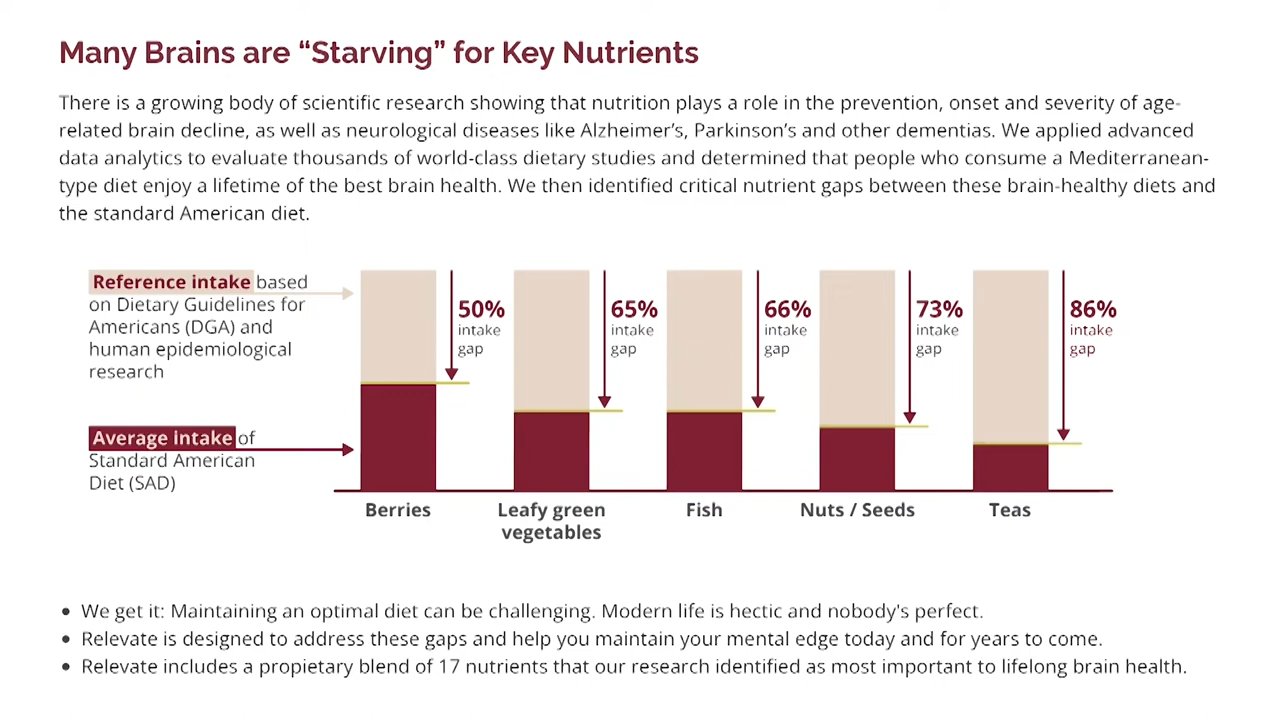 Many Brains are “Starving” for Key Nutrients
There is a growing body of scientific research showing that nutrition plays a role in the prevention, onset and severity of age-
related brain decline, as well as neurological diseases like Alzheimer’s, Parkinson’s and other dementias. We applied advanced
data analytics to evaluate thousands of world-class dietary studies and determined that people who consume a Mediterranean-
type diet enjoy a lifetime of the best brain health. We then identified critical nutrient gaps between these brain-healthy diets and
the standard American diet.
Reference intake based
on Dietary Guidelines for
Americans (DGA) and
human epidemiological
research
Average intake of
Standard American
Diet (SAD)
50%
intake
gap
65%
intake
gap
66%
intake
gap
73%
intake
gap
86%
intake
gap
Berries
Leafy green
vegetables
Fish
Nuts / Seeds
Teas
• We get it: Maintaining an optimal diet can be challenging. Modern life is hectic and nobody's perfect.
• Relevate is designed to address these gaps and help you maintain your mental edge today and for years to come.
• Relevate includes a propietary blend of 17 nutrients that our research identified as most important to lifelong brain health.